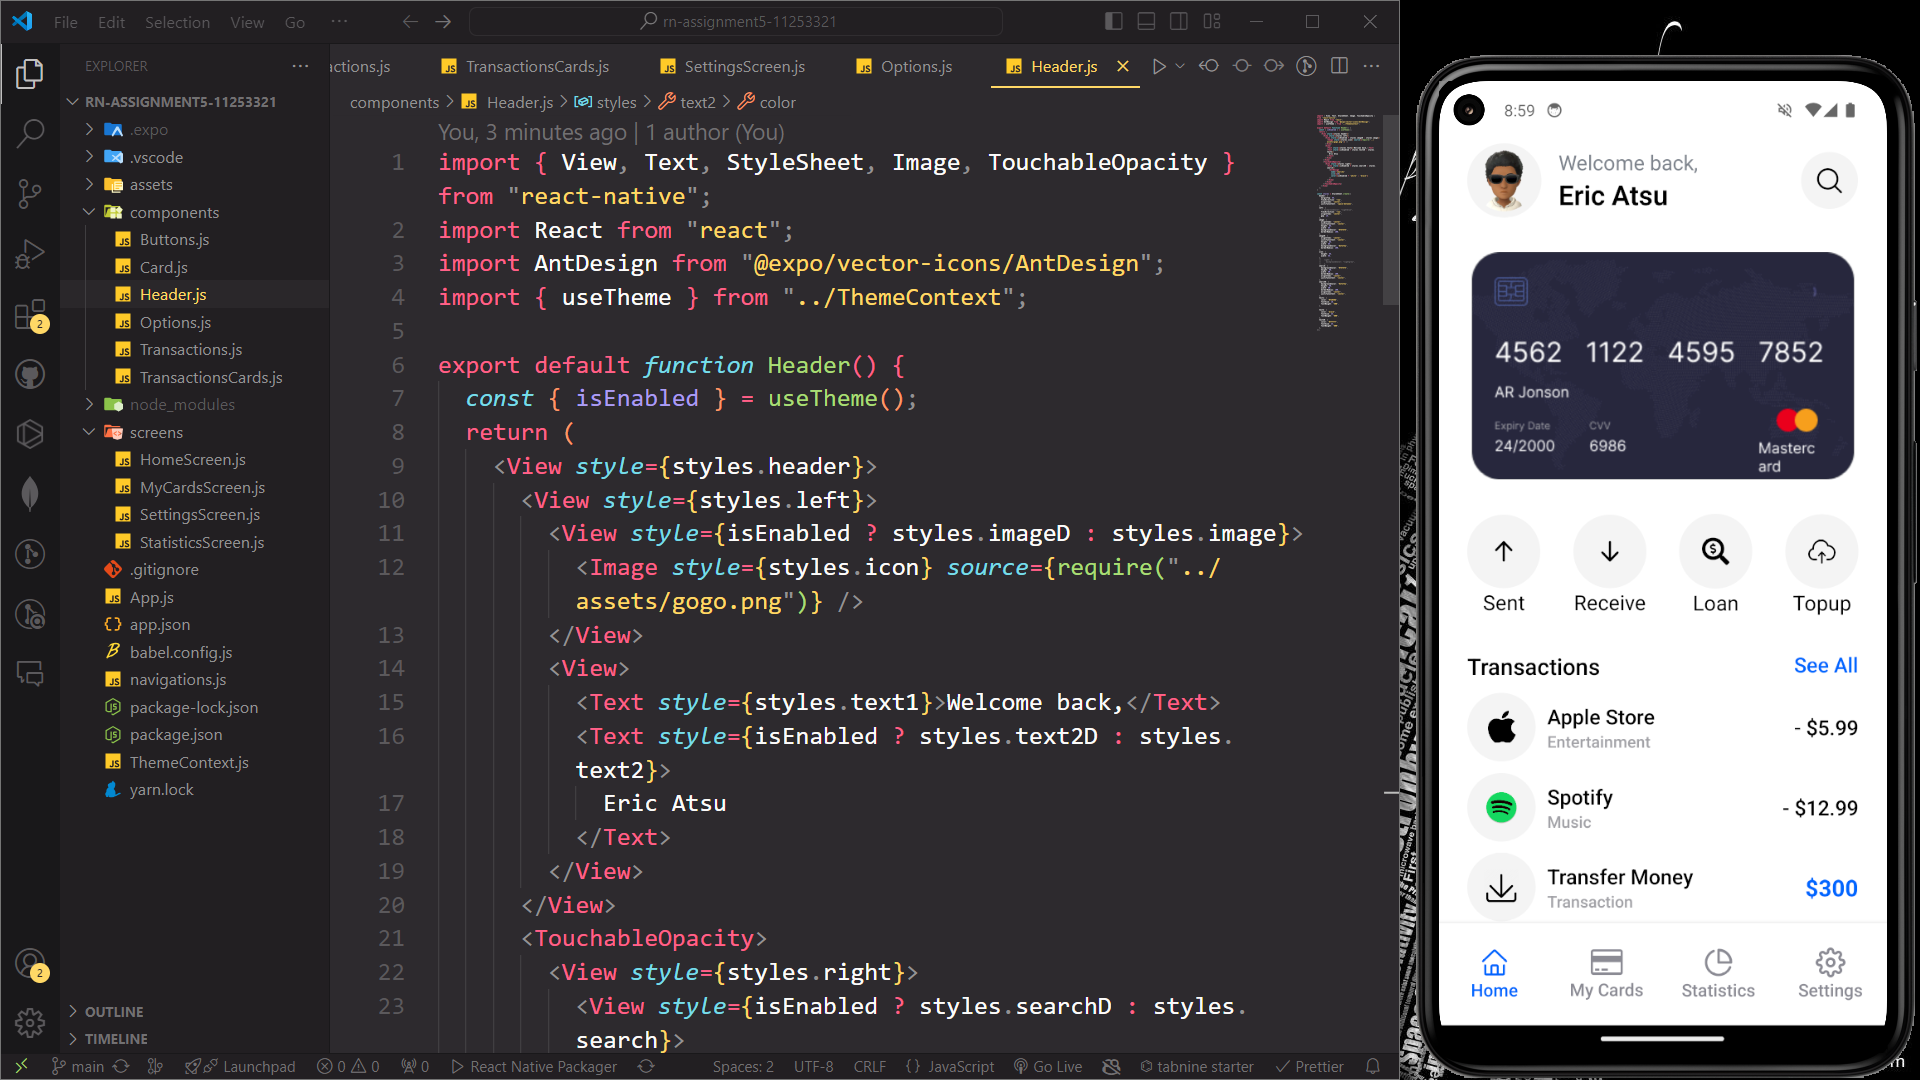 File Edit Selection View Go ···
rn-assignment5-11253321
EXPLORER ···
RN-ASSIGNMENT5-11253321
.expo
.vscode
assets
components
Buttons.js
Card.js
Header.js
Options.js
Transactions.js
TransactionsCards.js
node_modules
screens
HomeScreen.js
MyCardsScreen.js
SettingsScreen.js
StatisticsScreen.js
.gitignore
App.js
app.json
babel.config.js
navigations.js
package-lock.json
package.json
ThemeContext.js
yarn.lock
OUTLINE
TIMELINE
2
2
actions.js TransactionsCards.js SettingsScreen.js Options.js Header.js
components > Header.js > styles > text2 > color
You, 3 minutes ago | 1 author (You)
1 import { View, Text, StyleSheet, Image, TouchableOpacity }
from "react-native";
2 import React from "react";
3 import AntDesign from "@expo/vector-icons/AntDesign";
4 import { useTheme } from "../ThemeContext";
5
6 export default function Header() {
7 const { isEnabled } = useTheme();
8 return (
9 <View style={styles.header}>
10 <View style={styles.left}>
11 <View style={isEnabled ? styles.imageD : styles.image}>
12 <Image style={styles.icon} source={require("../
assets/gogo.png")} />
13 </View>
14 <View>
15 <Text style={styles.text1}>Welcome back,</Text>
16 <Text style={isEnabled ? styles.text2D : styles.
text2}>
17 Eric Atsu
18 </Text>
19 </View>
20 </View>
21 <TouchableOpacity>
22 <View style={styles.right}>
23 <View style={isEnabled ? styles.searchD : styles.
search}>
main Launchpad 0 0 0 React Native Packager Spaces: 2 UTF-8 CRLF {} JavaScript Go Live tabnine starter Prettier
8:59
Welcome back,
Eric Atsu
4562 1122 4595 7852
AR Jonson
Expiry Date CVV
24/2000 6986
Masterc
ard
Sent Receive Loan Topup
Transactions See All
Apple Store - $5.99
Entertainment
Spotify - $12.99
Music
Transfer Money $300
Transaction
Home My Cards Statistics Settings